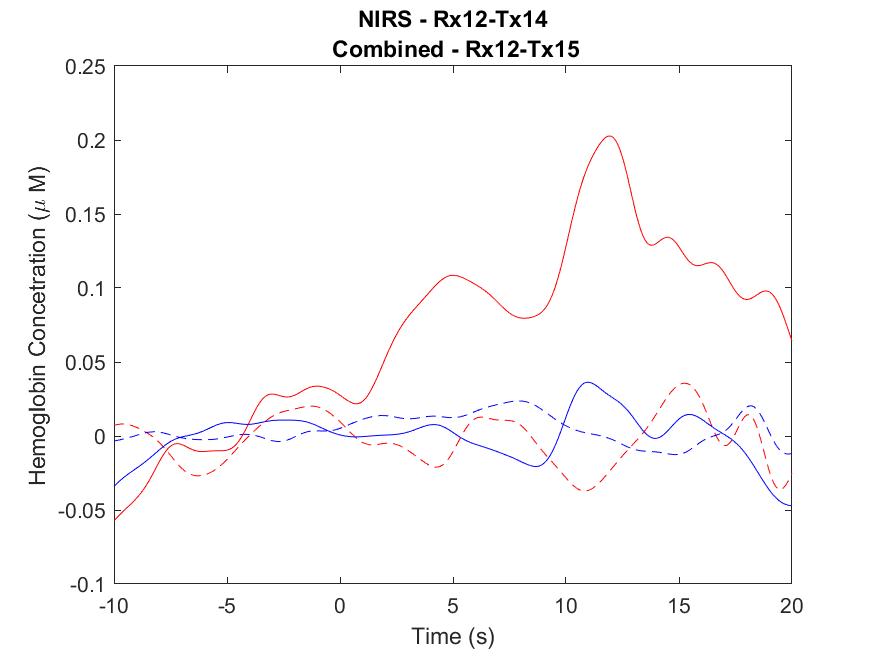 NIRS - Rx12-Tx14
Combined - Rx12-Tx15
0.25
0.2
0.15
0.1
0.05
0
-0.05
-0.1
Hemoglobin Concetration (μ M)
-10 -5 0 5 10 15 20
Time (s)